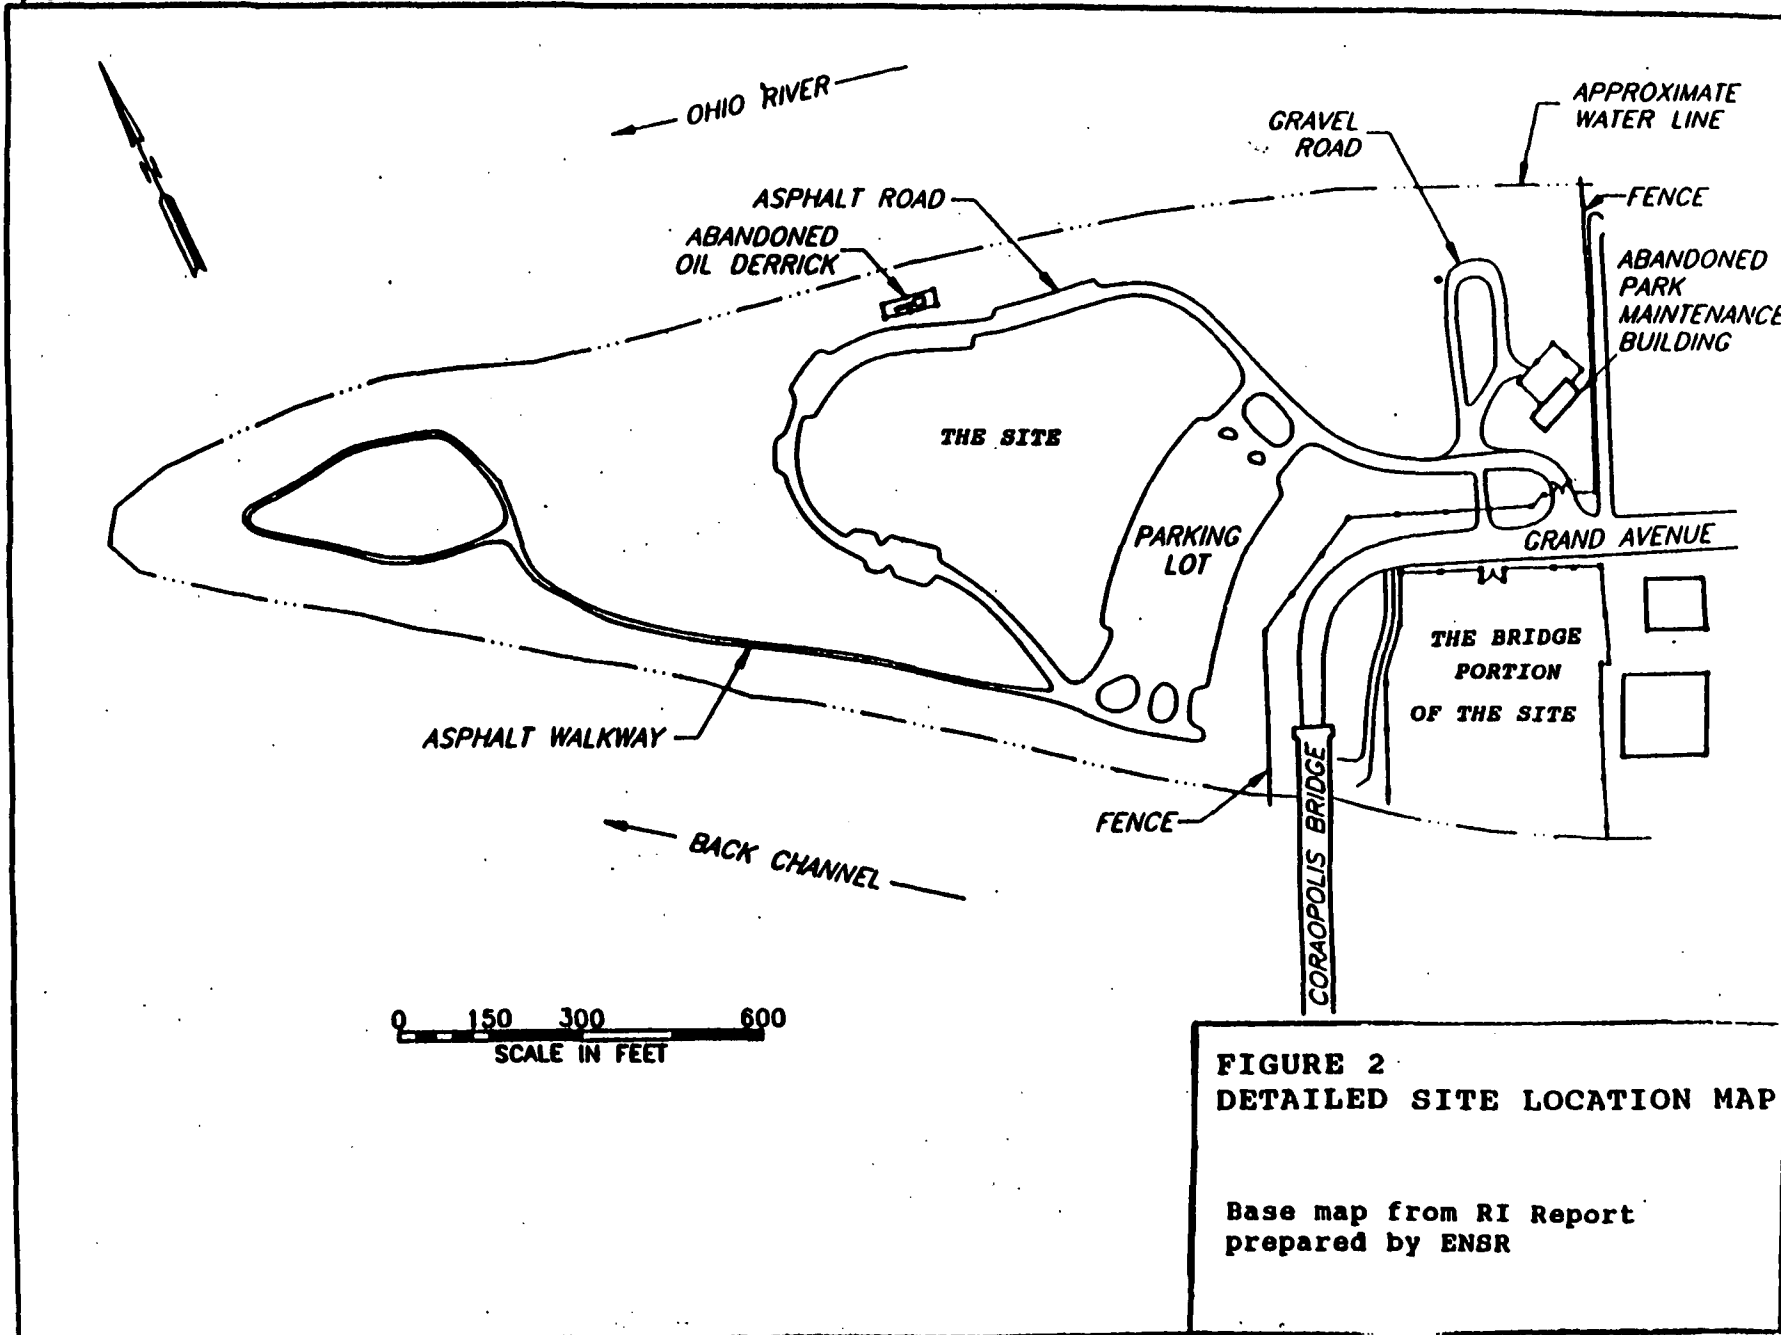 OHIO RIVER
APPROXIMATE
WATER LINE
GRAVEL
ROAD
ASPHALT ROAD
FENCE
ABANDONED
OIL DERRICK
N
ABANDONED
PARK
MAINTENANCE
BUILDING
THE SITE
PARKING
LOT
GRAND AVENUE
THE BRIDGE
PORTION
OF THE SITE
ASPHALT WALKWAY
FENCE
CORAOPOLIS BRIDGE
BACK CHANNEL
0 150 300 600
SCALE IN FEET
FIGURE 2
DETAILED SITE LOCATION MAP
Base map from RI Report
prepared by ENSR